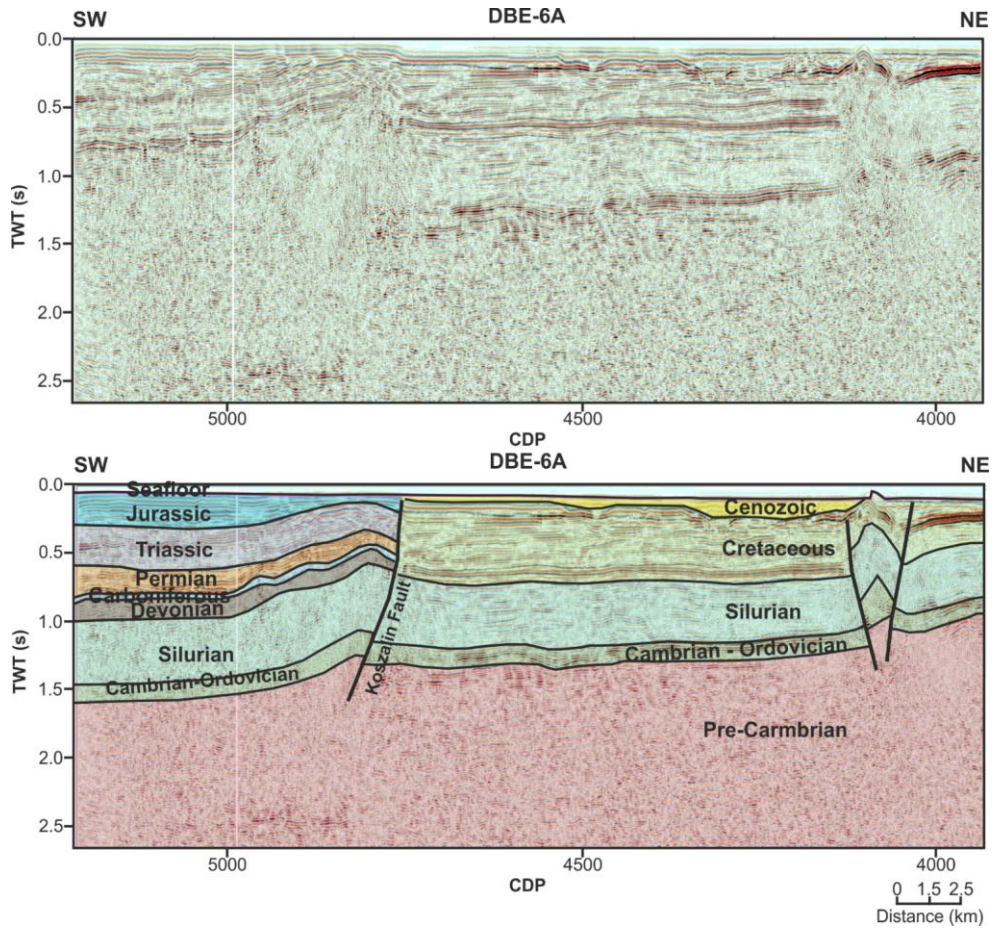 SW DBE-6A NE
0.0
0.5
1.0
1.5
2.0
2.5
TWT (s)
5000 4500 4000
CDP
SW DBE-6A NE
0.0
0.5
1.0
1.5
2.0
2.5
TWT (s)
Seafloor
Jurassic
Triassic
Permian
Carboniferous
Devonian
Silurian
Cambrian-Ordovician
Koszalin Fault
Cenozoic
Cretaceous
Silurian
Cambrian - Ordovician
Pre-Carmbrian
5000 4500 4000
CDP
0 1.5 2.5
Distance (km)